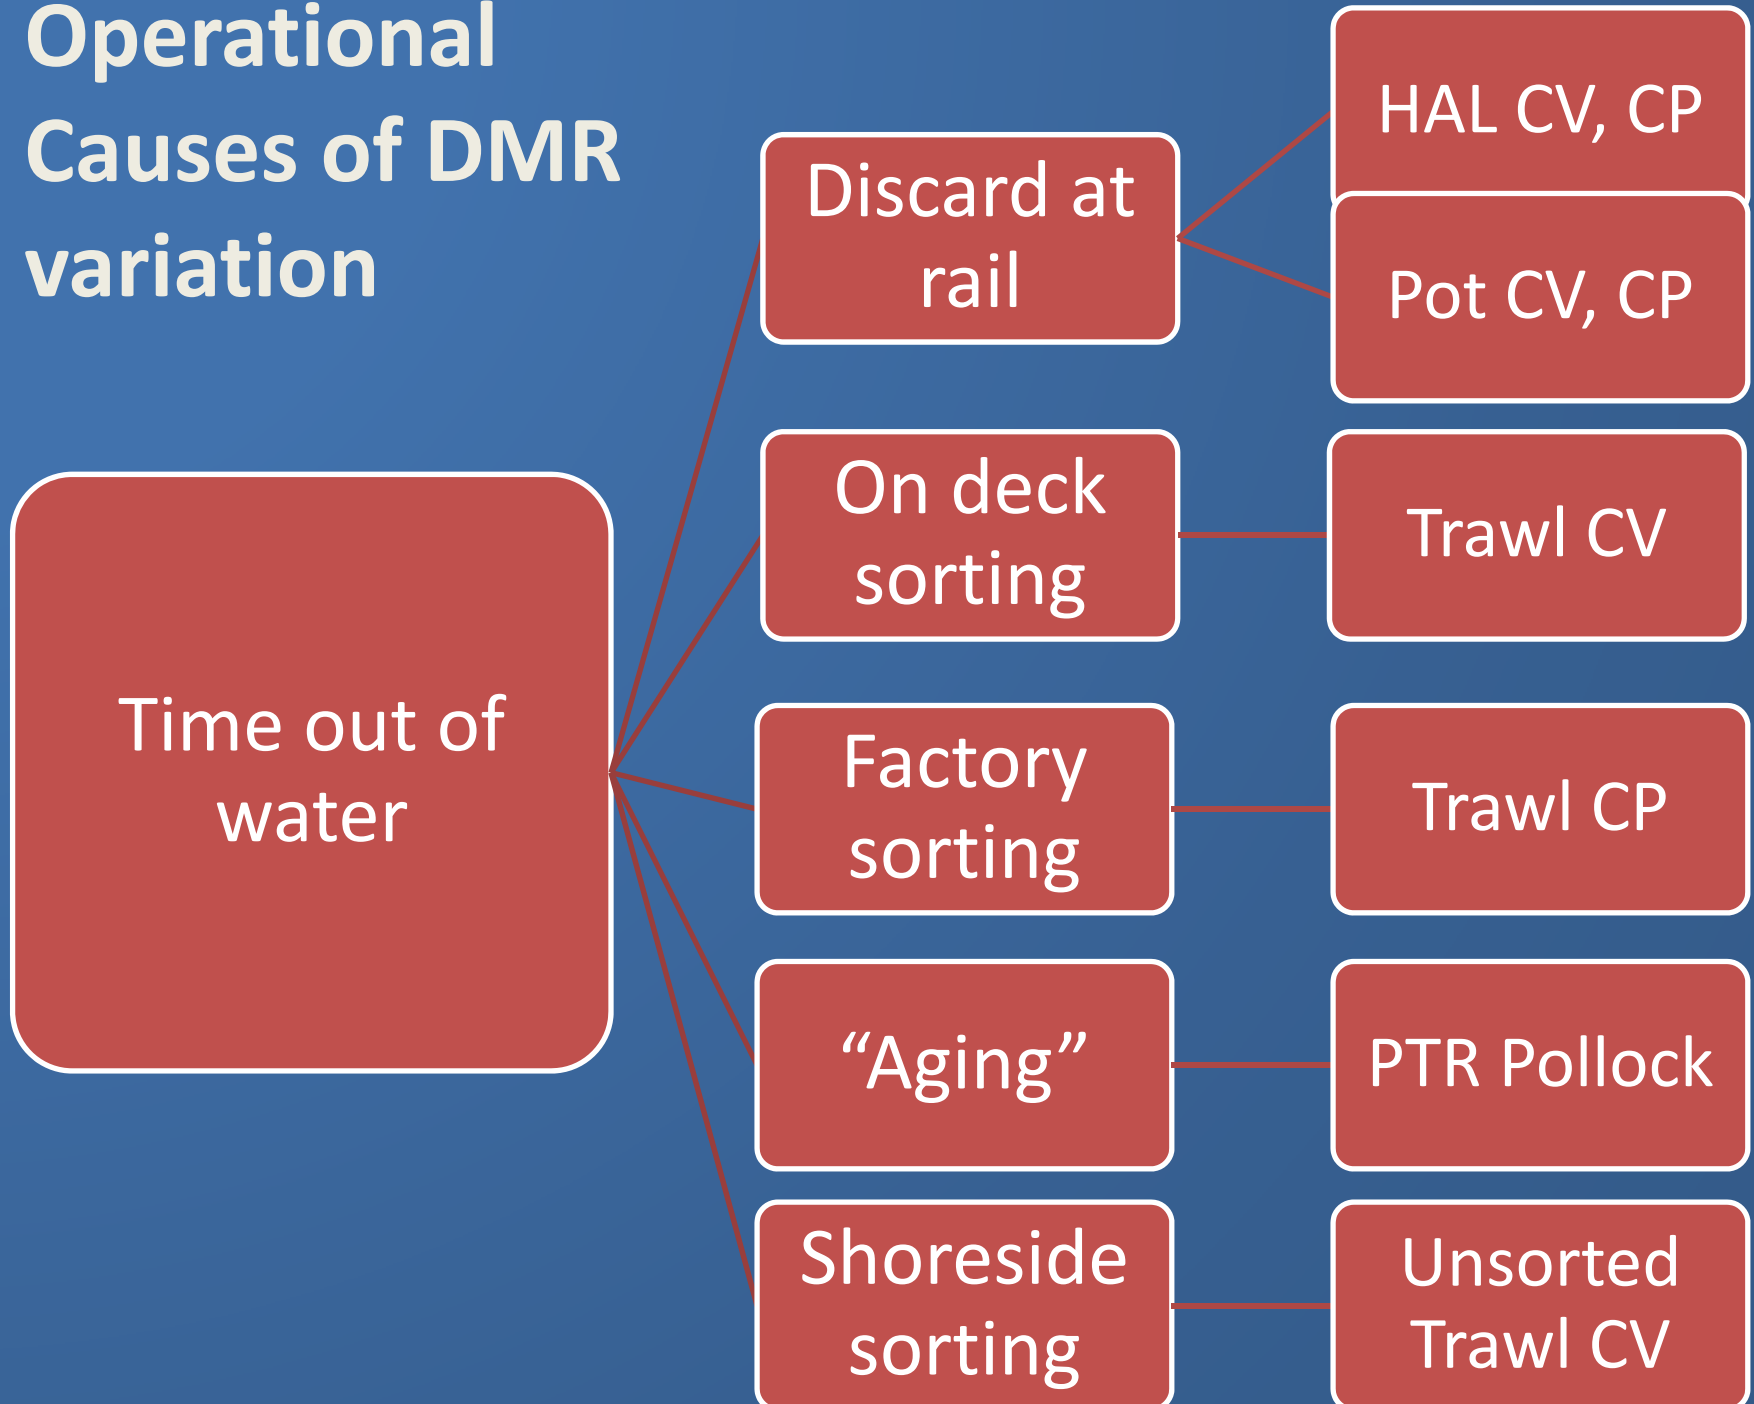 Operational
Causes of DMR
variation
Time out of
water
Discard at
rail
HAL CV, CP
Pot CV, CP
On deck
sorting
Trawl CV
Factory
sorting
Trawl CP
“Aging”
PTR Pollock
Shoreside
sorting
Unsorted
Trawl CV